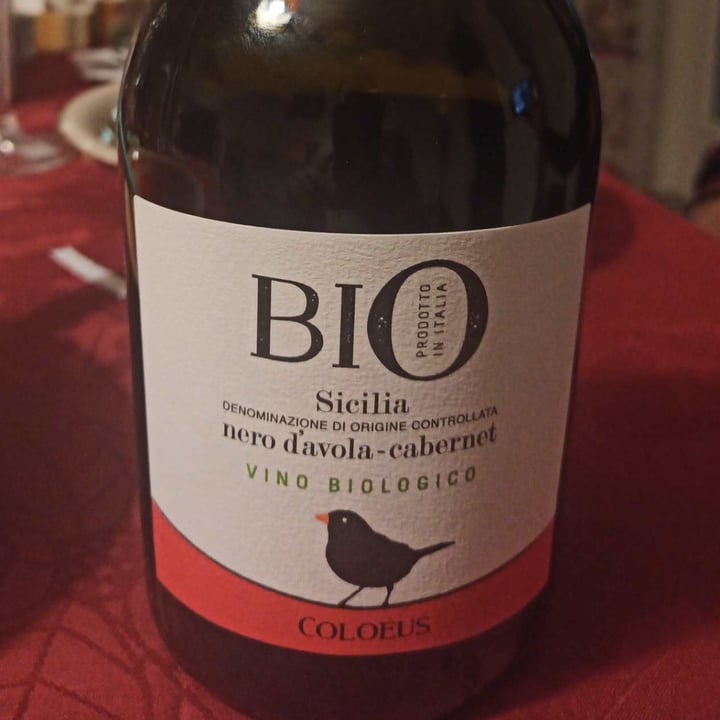 BIO
PRODOTTO
IN ITALIA
Sicilia
DENOMINAZIONE DI ORIGINE CONTROLLATA
nero d'avola-cabernet
VINO BIOLOGICO
COLOEUS